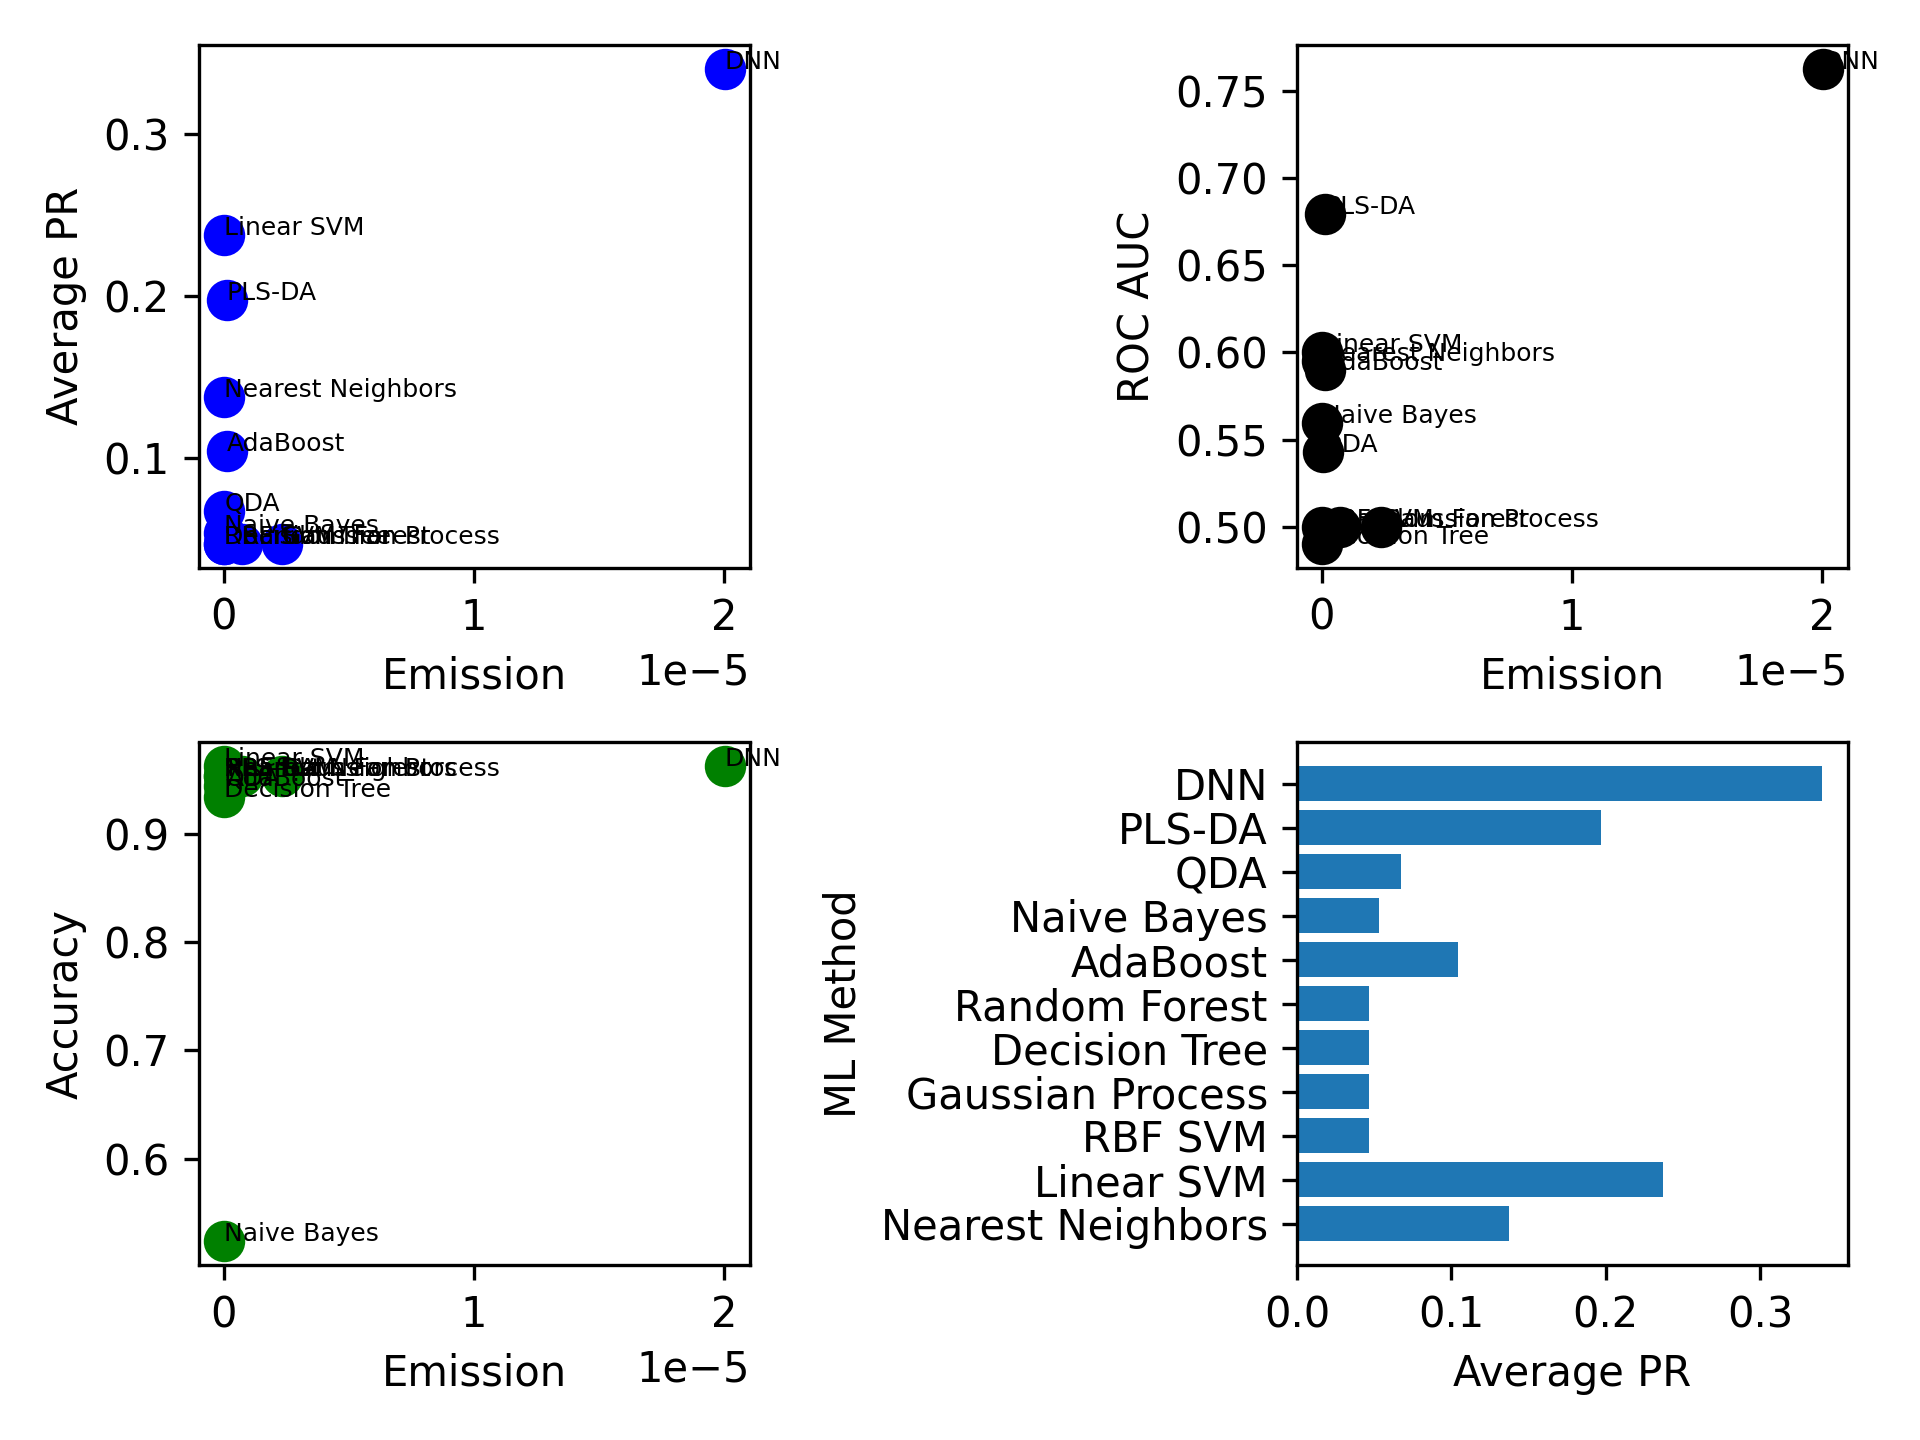 Average PR
0.3
0.2
0.1
DNN
Linear SVM
PLS-DA
Nearest Neighbors
AdaBoost
QDA
Naive Bayes
Process
0
1
2
Emission
1e−5
ROC AUC
0.75
0.70
0.65
0.60
0.55
0.50
Naive Bayes
Process
Tree
0
1
2
Emission
1e−5
Accuracy
0.9
0.8
0.7
0.6
Linear SVM
Process
DNN
Decision Tree
Naive Bayes
0
1
2
Emission
1e−5
ML Method
DNN
PLS-DA
QDA
Naive Bayes
AdaBoost
Random Forest
Decision Tree
Gaussian Process
RBF SVM
Linear SVM
Nearest Neighbors
0.0
0.1
0.2
0.3
Average PR